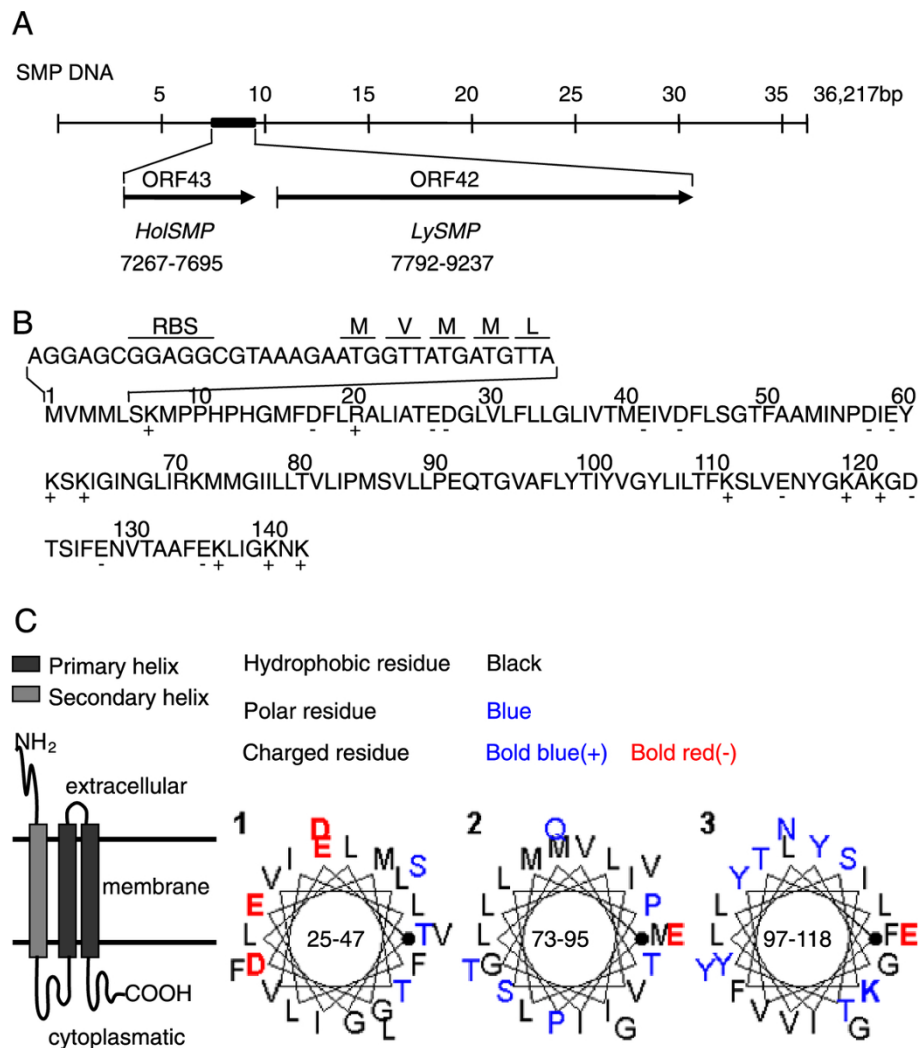 A
SMP DNA
5 10 15 20 25 30 35 36,217bp
ORF43 ORF42
HolSMP LySMP
7267-7695 7792-9237
B
RBS M V M M L
AGGAGCGGAGGCGTAAAGAATGGTTATGATGTTA
1 10 20 30 40 50 60
MVMMLSKMPPHPHGMFDFLRALIATEDGLVLFLLGLIVTMEIVDFLSGTFAAMINPDIEY
+ - + - - - - - -
70 80 90 100 110 120
KSKIGINGLIRKMMGIILLTVLIPMSVLLPEQTGVAFLYTIYVGYLILTFKSLVENYGKAKGD
+ + + - + + -
130 140
TSIFENVTAAFEKLIGKNK
- - + + +
C
Primary helix Hydrophobic residue Black
Secondary helix Polar residue Blue
Charged residue Bold blue(+) Bold red(-)
NH2
extracellular
membrane
-COOH
cytoplasmatic
1 2 3
D Q N
I E L M S L M M V L I V Y T L Y S I
V L L P L
E L L L L
L T V L M E L F E
F D F T G T Y Y G
V T S V F K
L I G G L L P I I G V V I T G
25-47 73-95 97-118